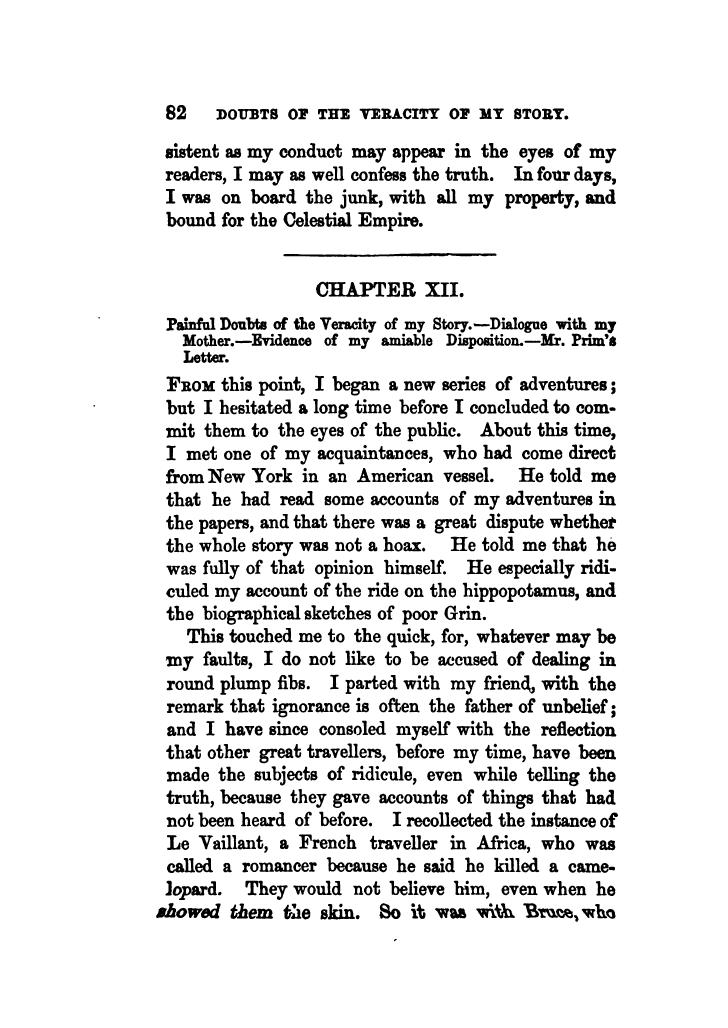 82 DOUBTS OF THE VERACITY OF MY STORY.
sistent as my conduct may appear in the eyes of my
readers, I may as well confess the truth. In four days,
I was on board the junk, with all my property, and
bound for the Celestial Empire.
CHAPTER XII.
Painful Doubts of the Veracity of my Story.—Dialogue with my
Mother.—Evidence of my amiable Disposition.—Mr. Prim's
Letter.
FROM this point, I began a new series of adventures;
but I hesitated a long time before I concluded to com-
mit them to the eyes of the public. About this time,
I met one of my acquaintances, who had come direct
from New York in an American vessel. He told me
that he had read some accounts of my adventures in
the papers, and that there was a great dispute whether
the whole story was not a hoax. He told me that he
was fully of that opinion himself. He especially ridi-
culed my account of the ride on the hippopotamus, and
the biographical sketches of poor Grin.
This touched me to the quick, for, whatever may be
my faults, I do not like to be accused of dealing in
round plump fibs. I parted with my friend, with the
remark that ignorance is often the father of unbelief;
and I have since consoled myself with the reflection
that other great travellers, before my time, have been
made the subjects of ridicule, even while telling the
truth, because they gave accounts of things that had
not been heard of before. I recollected the instance of
Le Vaillant, a French traveller in Africa, who was
called a romancer because he said he killed a came-
lopard. They would not believe him, even when he
showed them the skin. So it was with Bruce, who